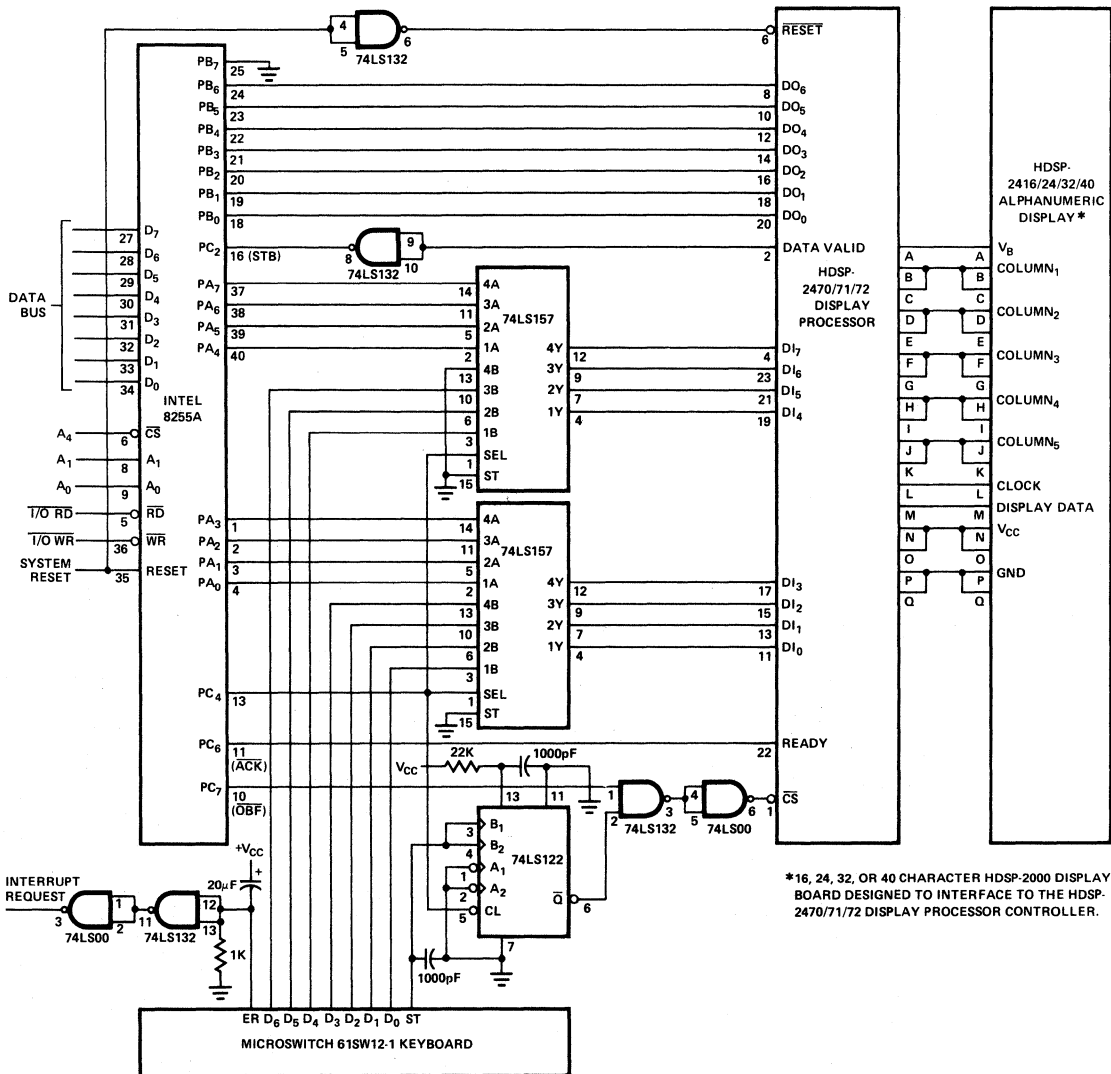 4
5
6
74LS132
6
RESET
PB7
25
PB6
24
8
DO6
PB5
23
10
DO5
PB4
22
12
DO4
PB3
21
14
DO3
PB2
20
16
DO2
PB1
19
18
DO1
PB0
18
20
DO0
HDSP-
2416/24/32/40
ALPHANUMERIC
DISPLAY*
DATA
BUS
D7
27
D6
28
D5
29
D4
30
D3
31
D2
32
D1
33
D0
34
INTEL
8255A
PC2
16 (STB)
8
9
10
74LS132
2
DATA VALID
HDSP-
2470/71/72
DISPLAY
PROCESSOR
PA7
37
PA6
38
PA5
39
PA4
40
14
4A
11
3A
5
2A
2
1A
13
4B
10
3B
6
2B
3
1B
1
SEL
15
ST
74LS157
4Y
12
3Y
9
2Y
7
1Y
4
4
DI7
23
DI6
21
DI5
19
DI4
A
A
VB
B
B
COLUMN1
C
C
D
D
COLUMN2
E
E
F
F
COLUMN3
G
G
H
H
COLUMN4
I
I
J
J
COLUMN5
K
K
CLOCK
L
L
DISPLAY DATA
M
M
VCC
N
N
O
O
GND
P
P
Q
Q
A4
6
CS
A1
8
A1
A0
9
A0
I/O RD
5
RD
I/O WR
36
WR
SYSTEM
RESET
35
RESET
PA3
1
PA2
2
PA1
3
PA0
4
14
4A
11
3A
5
2A
2
1A
13
4B
10
3B
6
2B
3
1B
1
SEL
15
ST
74LS157
4Y
12
3Y
9
2Y
7
1Y
4
17
DI3
15
DI2
13
DI1
11
DI0
PC4
13
PC6
11
(ACK)
22
READY
PC7
10
(OBF)
VCC
22K
1000pF
13
11
1
2
3
74LS132
4
5
6
74LS00
1
CS
3
B1
4
B2
1
A1
2
A2
5
CL
74LS122
Q
6
7
1000pF
+VCC
+
20μF
INTERRUPT
REQUEST
3
1
2
74LS00
11
12
13
74LS132
1K
ER D6 D5 D4 D3 D2 D1 D0 ST
MICROSWITCH 61SW12-1 KEYBOARD
*16, 24, 32, OR 40 CHARACTER HDSP-2000 DISPLAY
BOARD DESIGNED TO INTERFACE TO THE HDSP-
2470/71/72 DISPLAY PROCESSOR CONTROLLER.